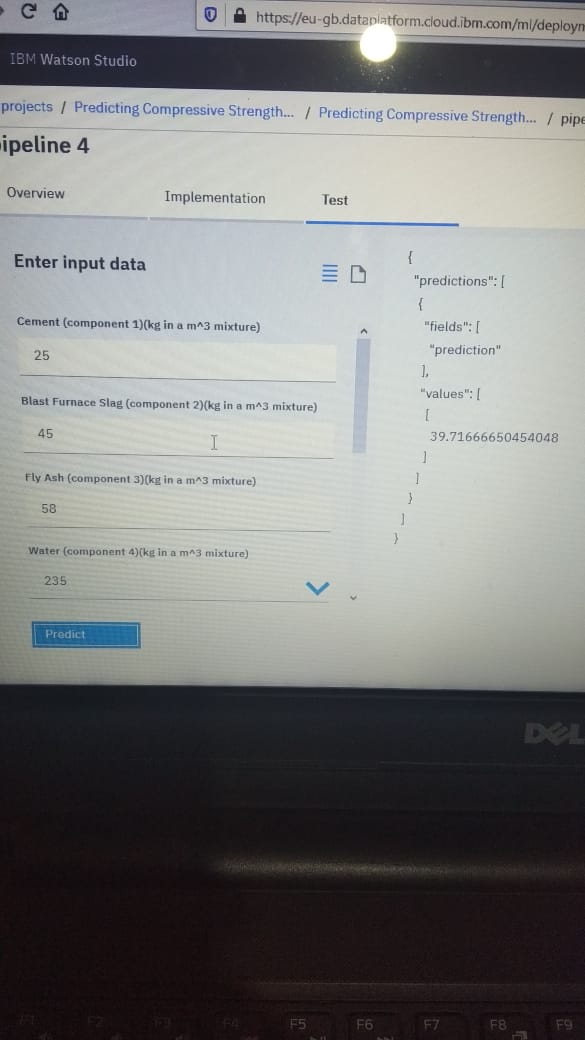 https://eu-gb.dataplatform.cloud.ibm.com/ml/deploym
IBM Watson Studio
projects / Predicting Compressive Strength... / Predicting Compressive Strength... / pipe
ipeline 4
Overview
Implementation
Test
Enter input data
Cement (component 1)(kg in a m^3 mixture)
25
Blast Furnace Slag (component 2)(kg in a m^3 mixture)
45
Fly Ash (component 3)(kg in a m^3 mixture)
58
Water (component 4)(kg in a m^3 mixture)
235
Predict
{
"predictions": [
{
"fields": [
"prediction"
],
"values": [
[
39.71666650454048
]
]
}
]
}
DELL
F1 F2 F3 F4 F5 F6 F7 F8 F9